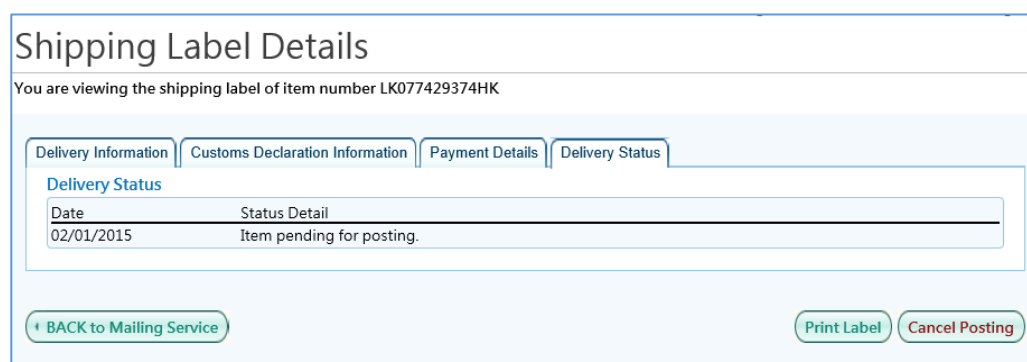 Shipping Label Details
You are viewing the shipping label of item number LK077429374HK
Delivery Information Customs Declaration Information Payment Details Delivery Status
Delivery Status
Date Status Detail
02/01/2015 Item pending for posting.
BACK to Mailing Service Print Label Cancel Posting